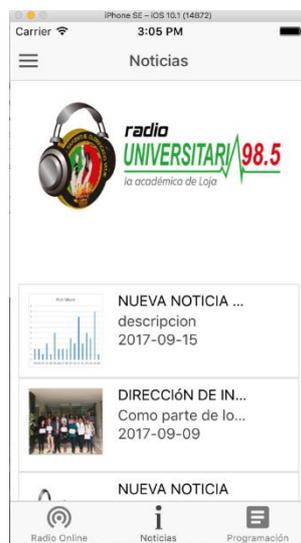 iPhone SE – iOS 10.1 (14B72)
Carrier 3:05 PM
Noticias
radio
UNIVERSITARI 98.5
la académica de Loja
NUEVA NOTICIA ...
descripcion
2017-09-15
DIRECCIóN DE IN...
Como parte de lo...
2017-09-09
NUEVA NOTICIA
Radio Online
Noticias
Programación